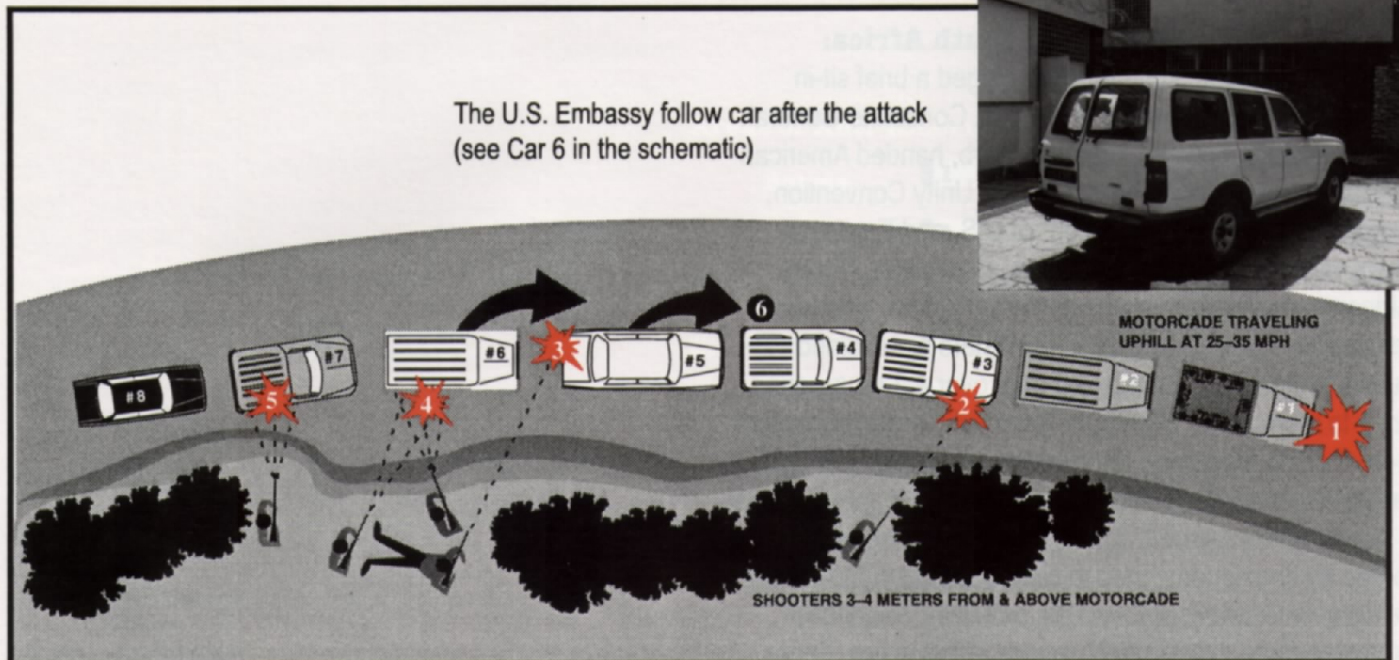 The U.S. Embassy follow car after the attack
(see Car 6 in the schematic)
MOTORCADE TRAVELING
UPHILL AT 25–35 MPH
6
3
#8
#7
#6
#5
#4
#3
#2
#1
5
4
2
1
SHOOTERS 3–4 METERS FROM & ABOVE MOTORCADE